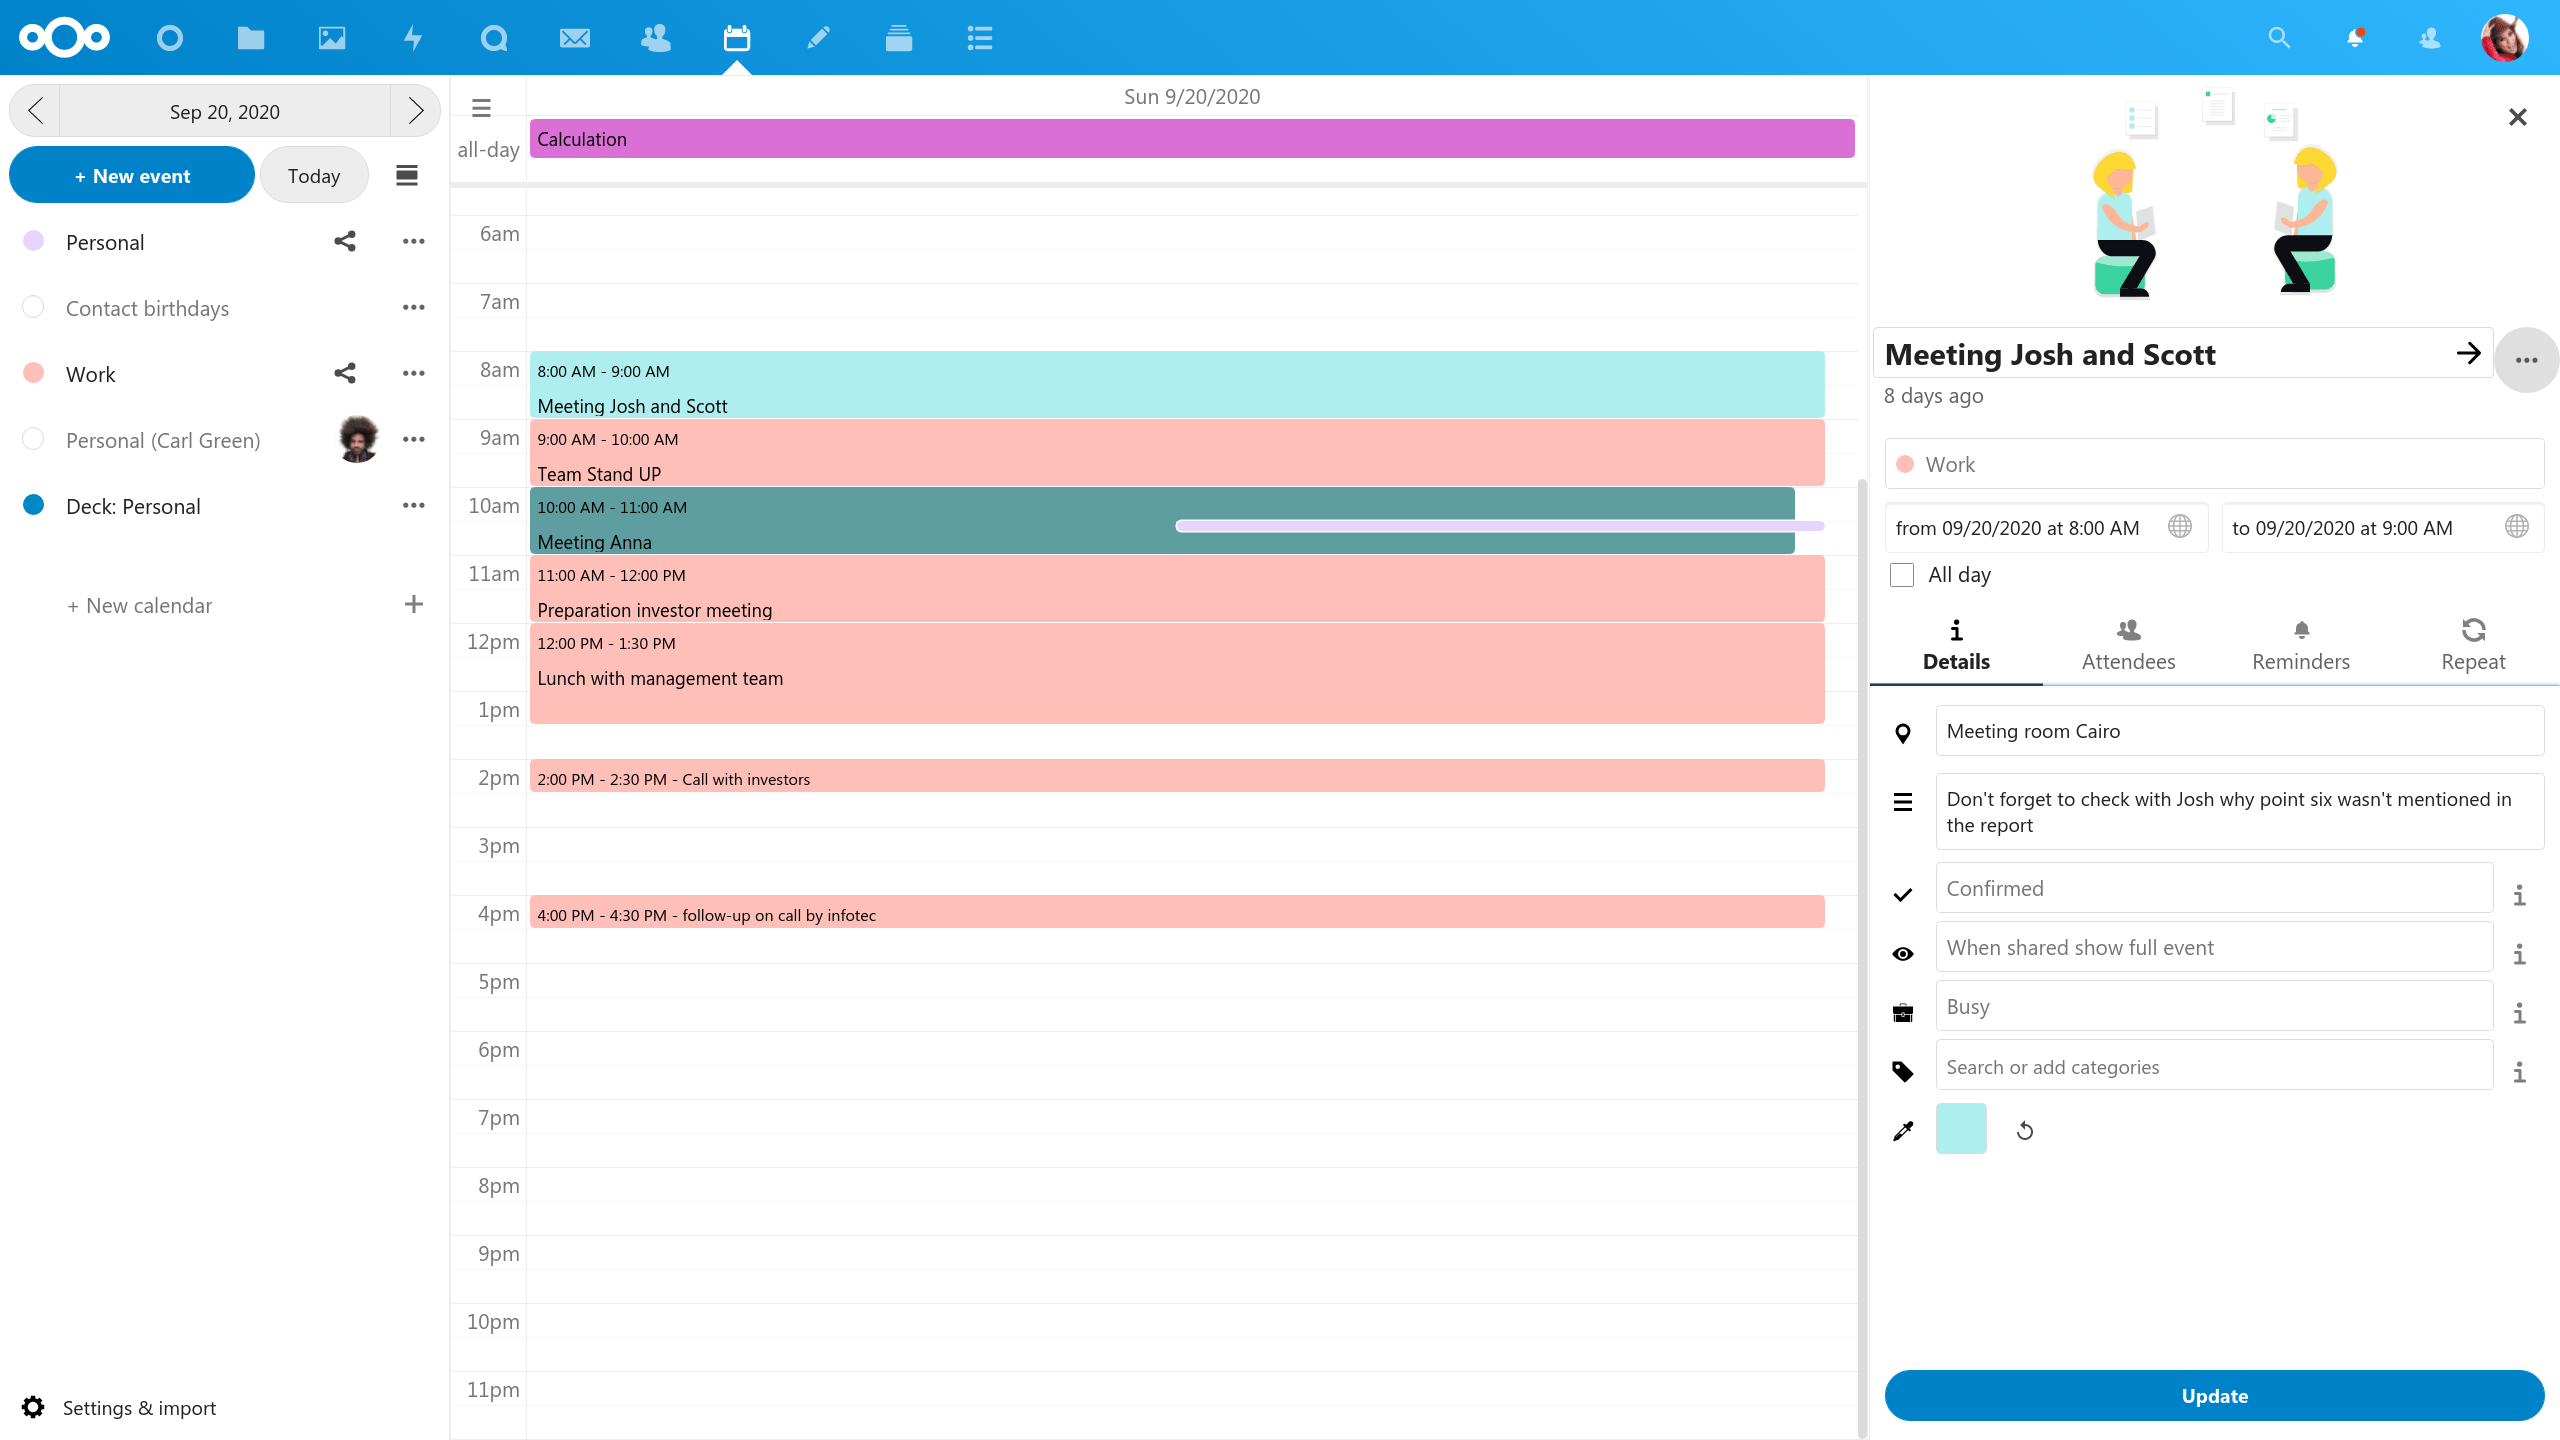 Sep 20, 2020
+ New event
Today
Personal
Contact birthdays
Work
Personal (Carl Green)
Deck: Personal
+ New calendar
Settings & import
Sun 9/20/2020
all-day
Calculation
6am
7am
8am
8:00 AM - 9:00 AM
Meeting Josh and Scott
9am
9:00 AM - 10:00 AM
Team Stand UP
10am
10:00 AM - 11:00 AM
Meeting Anna
11am
11:00 AM - 12:00 PM
Preparation investor meeting
12pm
12:00 PM - 1:30 PM
Lunch with management team
1pm
2pm
2:00 PM - 2:30 PM - Call with investors
3pm
4pm
4:00 PM - 4:30 PM - follow-up on call by infotec
5pm
6pm
7pm
8pm
9pm
10pm
11pm
Meeting Josh and Scott
8 days ago
Work
from 09/20/2020 at 8:00 AM
to 09/20/2020 at 9:00 AM
All day
Details
Attendees
Reminders
Repeat
Meeting room Cairo
Don't forget to check with Josh why point six wasn't mentioned in
the report
Confirmed
When shared show full event
Busy
Search or add categories
Update